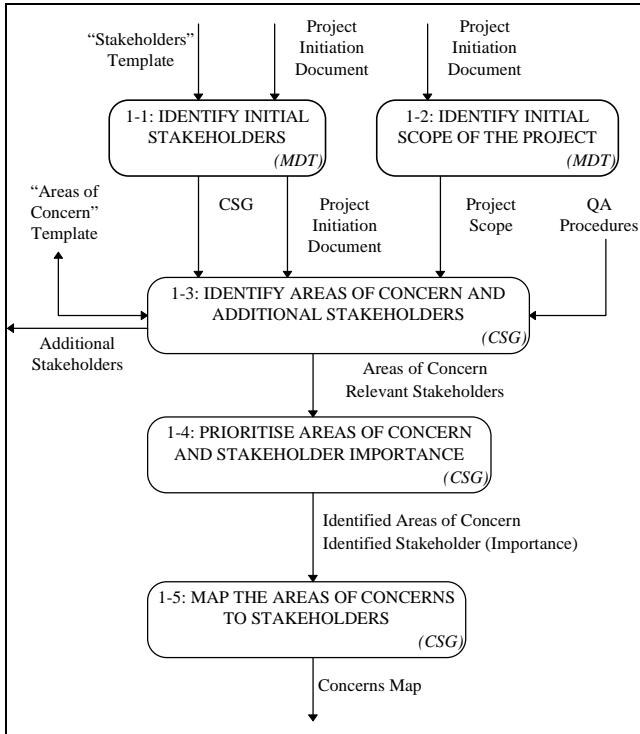 “Stakeholders”
Template
Project
Initiation
Document
Project
Initiation
Document
1-1: IDENTIFY INITIAL
STAKEHOLDERS
(MDT)
1-2: IDENTIFY INITIAL
SCOPE OF THE PROJECT
(MDT)
“Areas of
Concern”
Template
CSG
Project
Initiation
Document
Project
Scope
QA
Procedures
1-3: IDENTIFY AREAS OF CONCERN AND
ADDITIONAL STAKEHOLDERS
(CSG)
Additional
Stakeholders
Areas of Concern
Relevant Stakeholders
1-4: PRIORITISE AREAS OF CONCERN
AND STAKEHOLDER IMPORTANCE
(CSG)
Identified Areas of Concern
Identified Stakeholder (Importance)
1-5: MAP THE AREAS OF CONCERNS
TO STAKEHOLDERS
(CSG)
Concerns Map